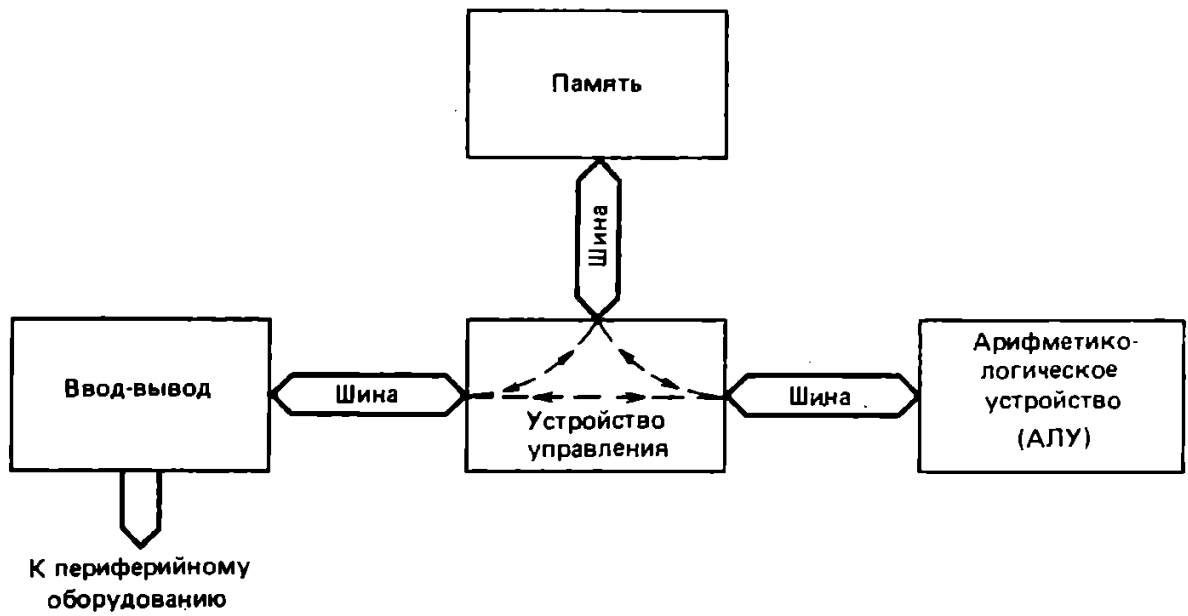 Память
Шина
Ввод-вывод
Шина
Устройство
управления
Шина
Арифметико-
логическое
устройство
(АЛУ)
К периферийному
оборудованию